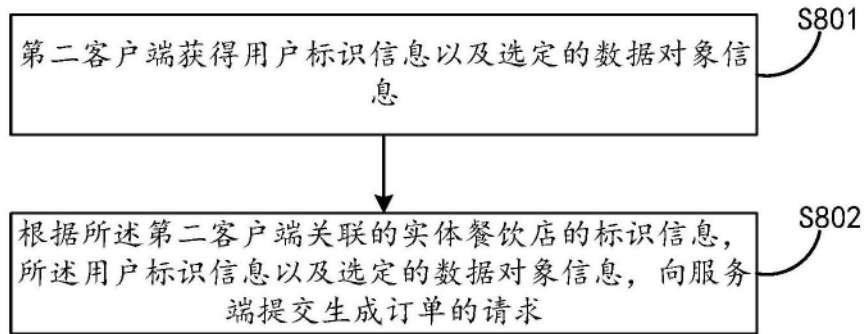 S801
第二客户端获得用户标识信息以及选定的数据对象信
息
S802
根据所述第二客户端关联的实体餐饮店的标识信息,
所述用户标识信息以及选定的数据对象信息，向服务
端提交生成订单的请求